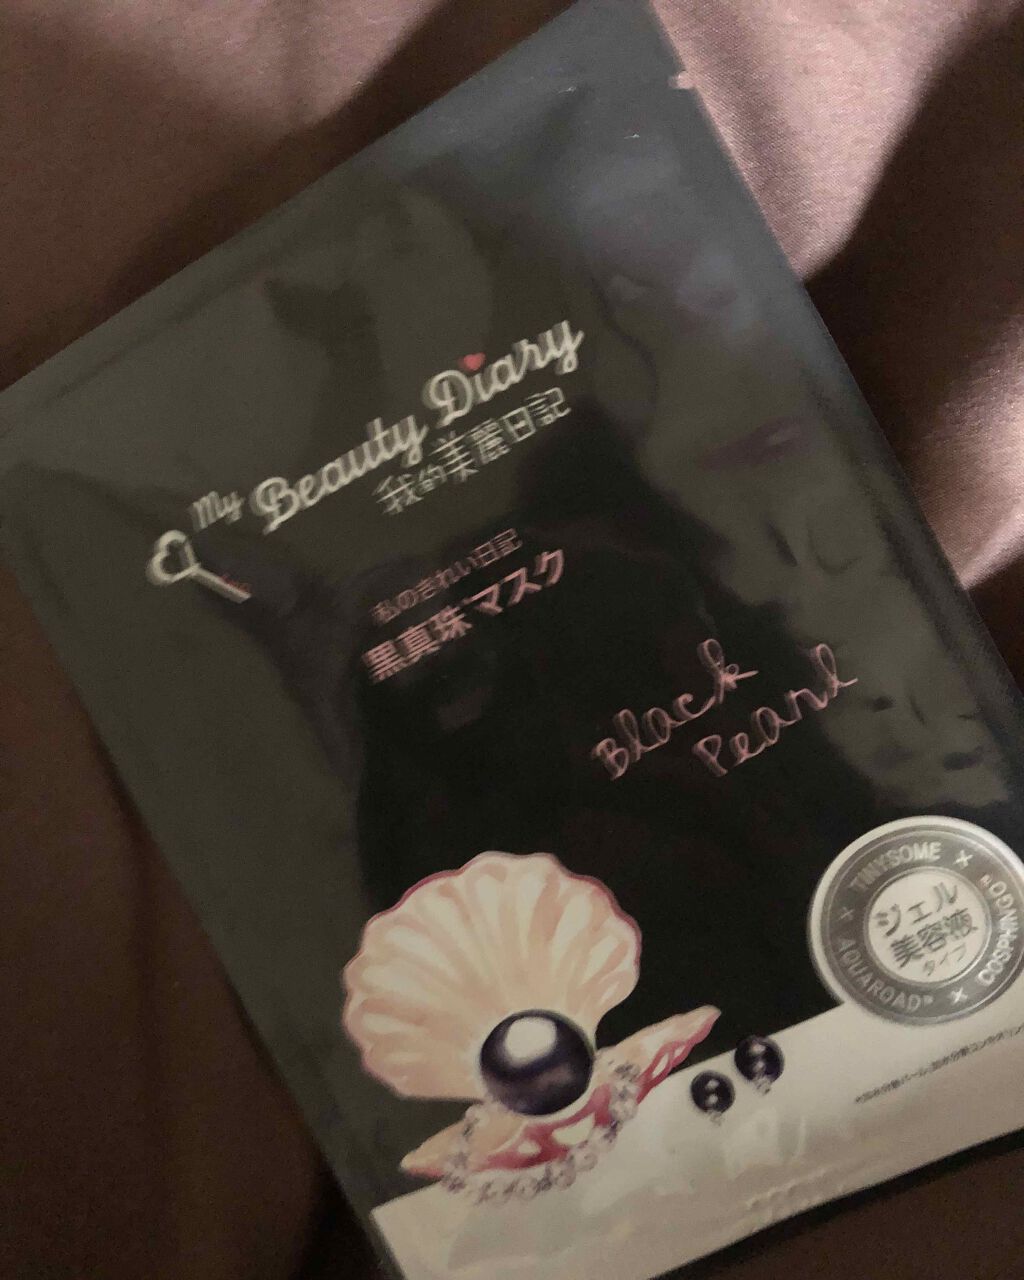 My Beauty Diary
我的美麗日記
私のきれい日記
黒真珠マスク
Black
Pearl
TINYSOME × COSPHINGO® × AQUAROAD® ×
ジェル
美容液
タイプ